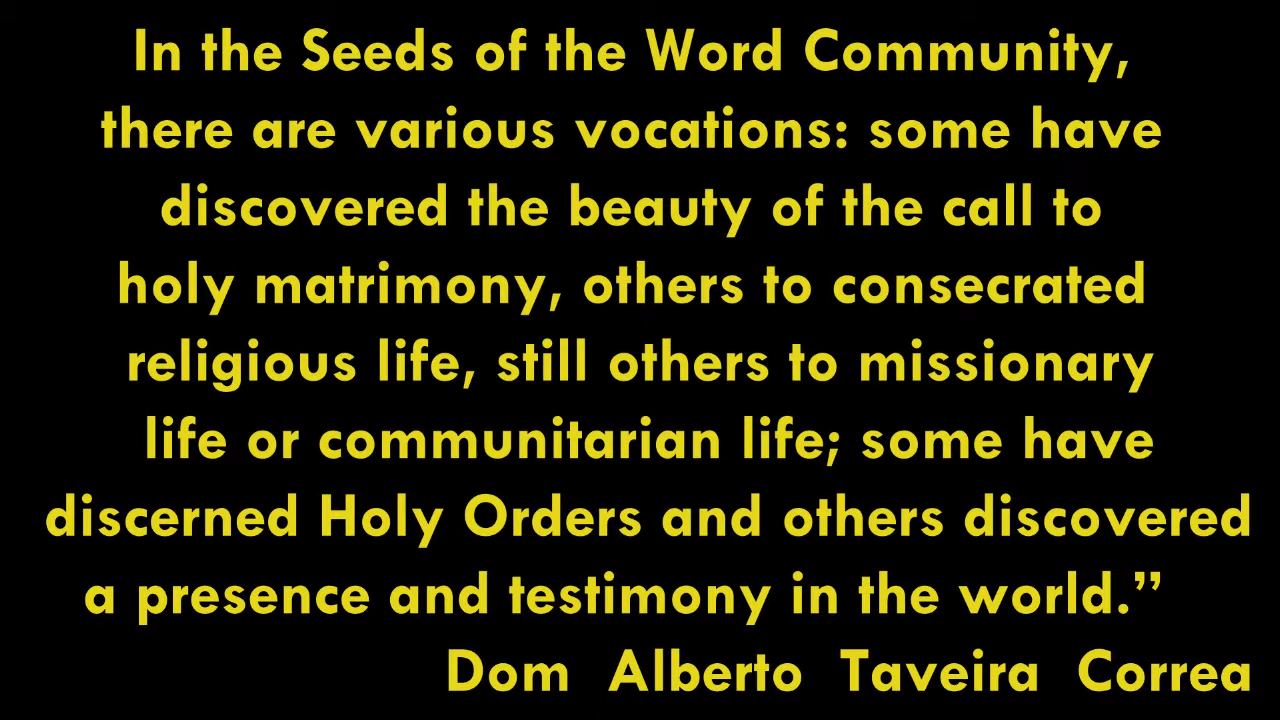 In the Seeds of the Word Community,
there are various vocations: some have
discovered the beauty of the call to
holy matrimony, others to consecrated
religious life, still others to missionary
life or communitarian life; some have
discerned Holy Orders and others discovered
a presence and testimony in the world.”
Dom Alberto Taveira Correa